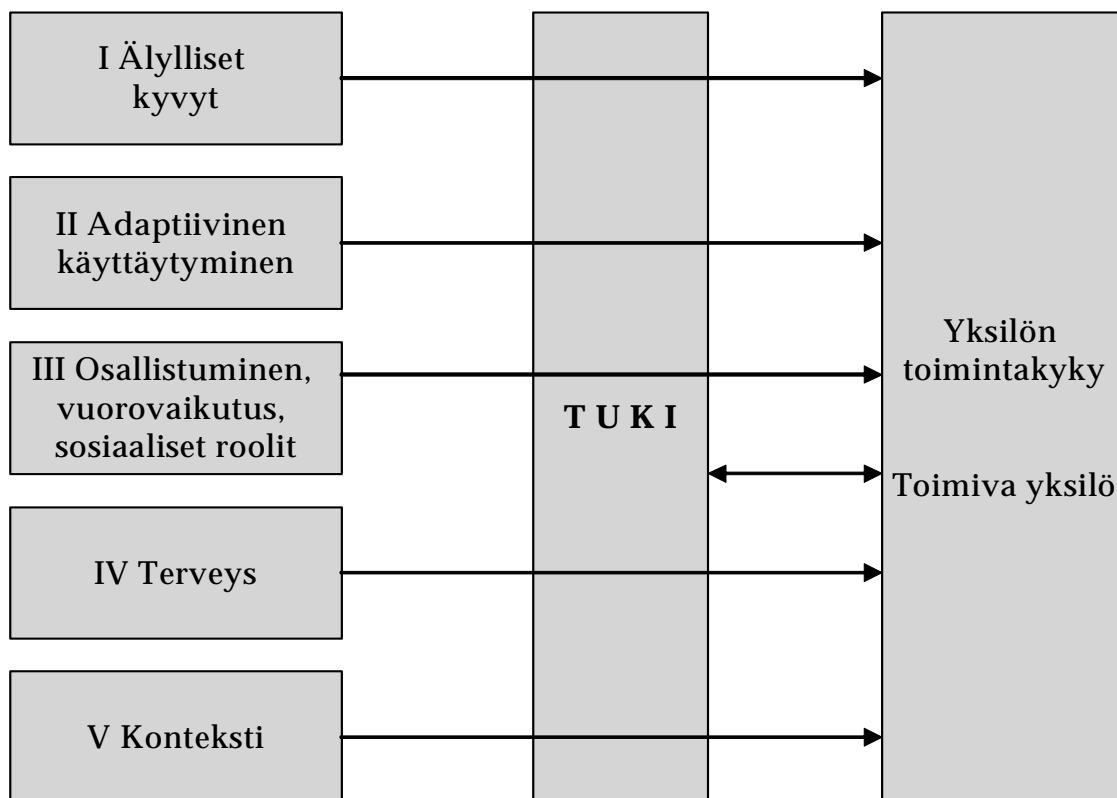 I Älylliset
kyvyt
II Adaptiivinen
käyttäytyminen
III Osallistuminen,
vuorovaikutus,
sosiaaliset roolit
IV Terveys
V Konteksti
T U K I
Yksilön
toimintakyky
Toimiva yksilö